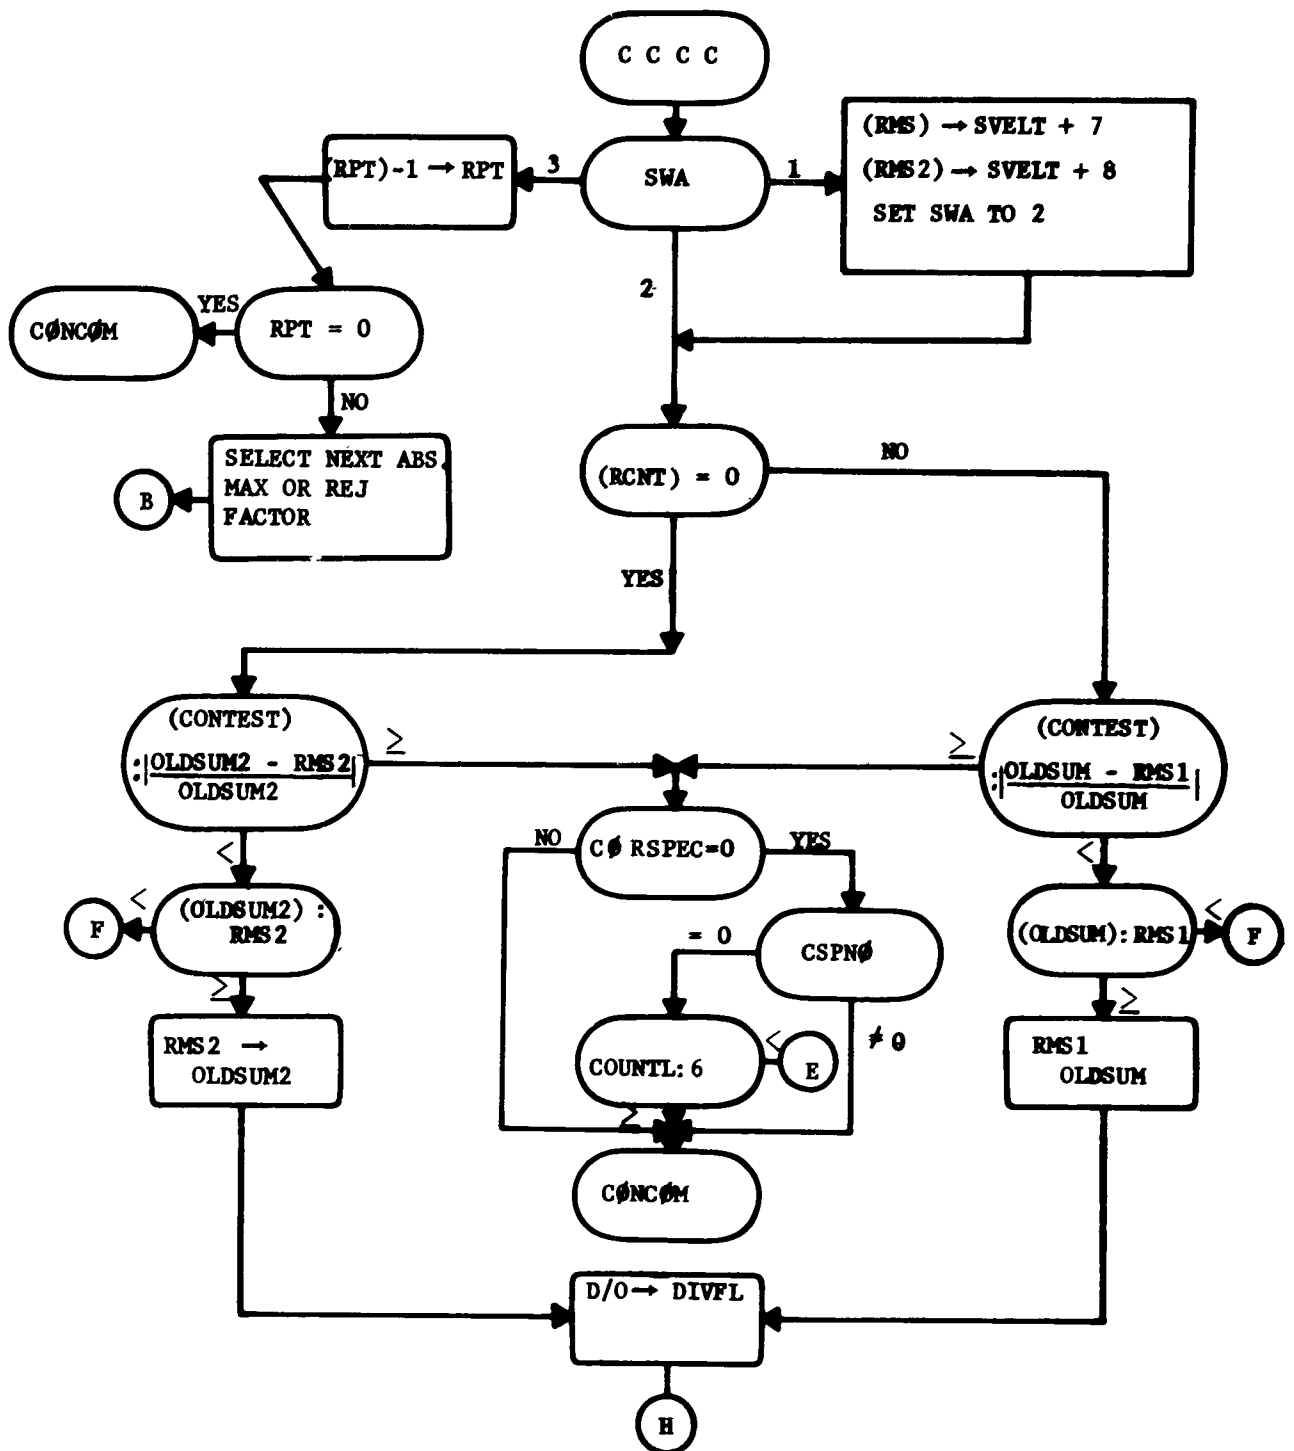 C C C C
(RMS) → SVELT + 7
(RMS2) → SVELT + 8
SET SWA TO 2
(RPT)-1 → RPT
3
SWA
1
2
CØNCØM
YES
RPT = 0
NO
SELECT NEXT ABS.
MAX OR REJ
FACTOR
B
(RCNT) = 0
NO
YES
(CONTEST)
:|OLDSUM2 - RMS2|
OLDSUM2
≥
≥
(CONTEST)
:|OLDSUM - RMS1|
OLDSUM
NO
CØ RSPEC=0
YES
<
<
F
<
(OLDSUM2) :
RMS2
= 0
CSPNØ
(OLDSUM): RMS1
<
F
≥
≥
RMS2 →
OLDSUM2
COUNTL: 6
<
E
≠ 0
RMS1
OLDSUM
≥
CØNCØM
D/O → DIVFL
H